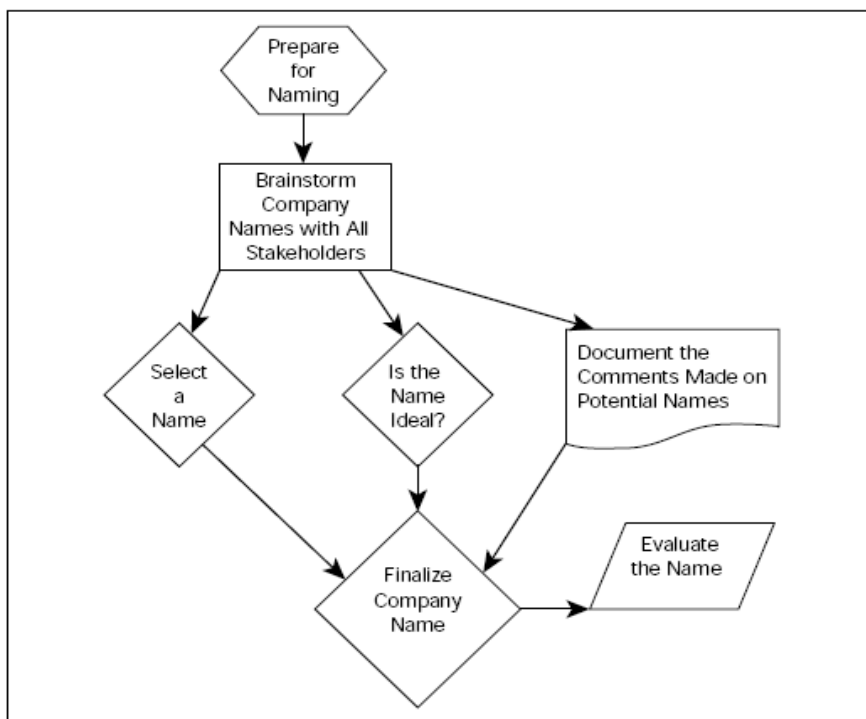 Prepare
for
Naming
Brainstorm
Company
Names with All
Stakeholders
Select
a
Name
Is the
Name
Ideal?
Document the
Comments Made on
Potential Names
Finalize
Company
Name
Evaluate
the Name